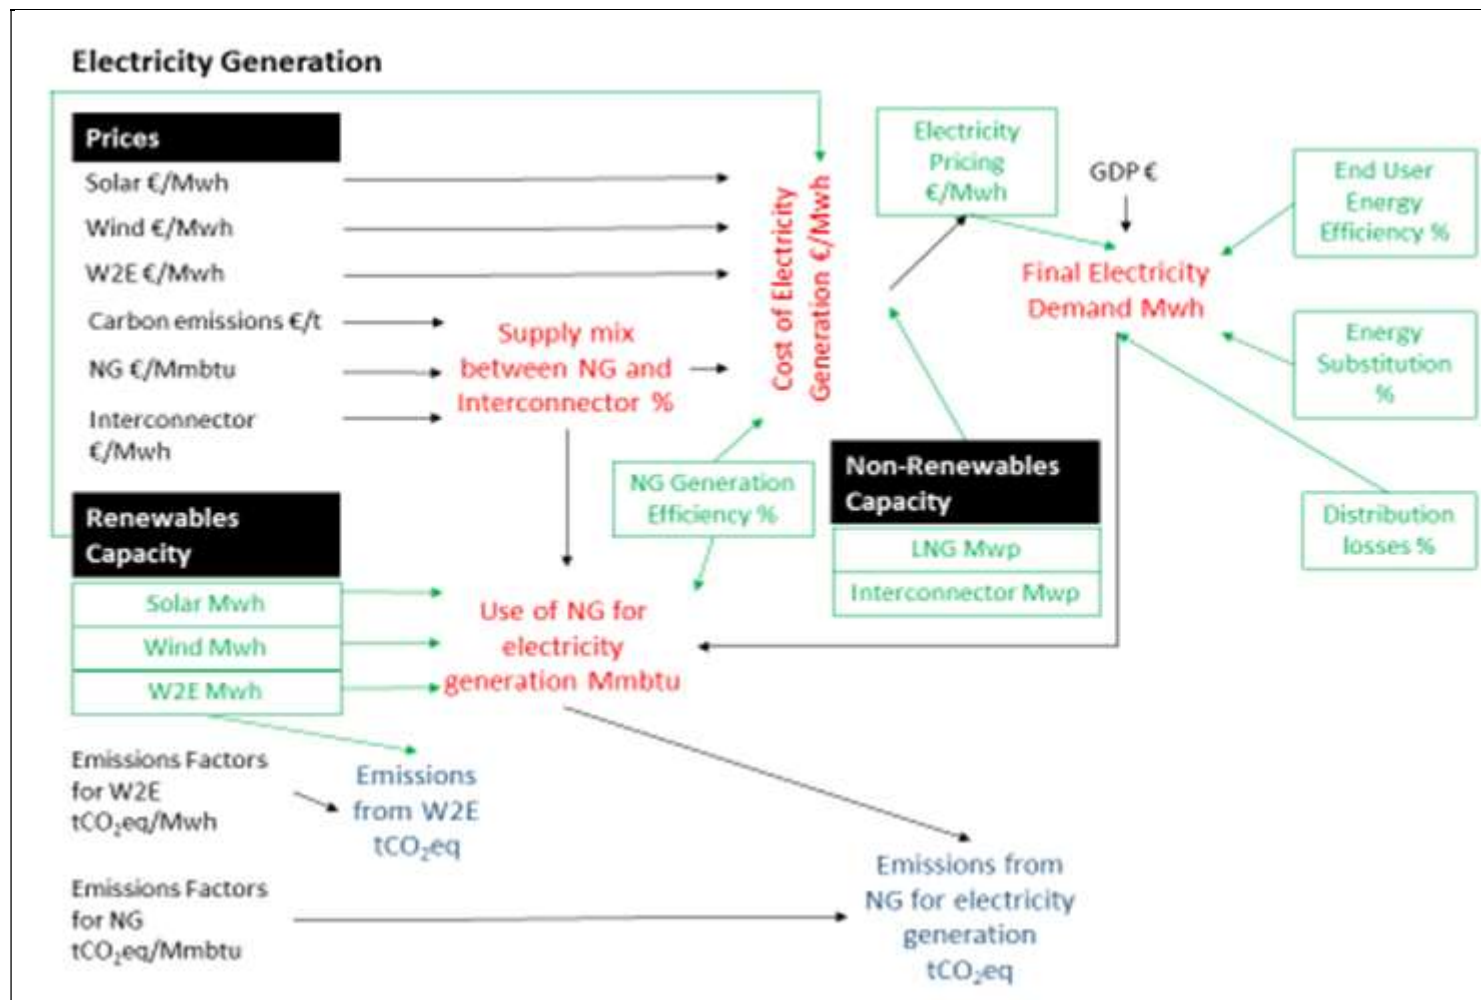 Electricity Generation
Prices
Solar €/Mwh
Wind €/Mwh
W2E €/Mwh
Carbon emissions €/t
NG €/Mmbtu
Interconnector
€/Mwh
Supply mix
between NG and
Interconnector %
Cost of Electricity
Generation €/Mwh
Electricity
Pricing
€/Mwh
GDP €
End User
Energy
Efficiency %
Final Electricity
Demand Mwh
Energy
Substitution
%
Distribution
losses %
NG Generation
Efficiency %
Non-Renewables
Capacity
LNG Mwp
Interconnector Mwp
Renewables
Capacity
Solar Mwh
Wind Mwh
W2E Mwh
Use of NG for
electricity
generation Mmbtu
Emissions Factors
for W2E
tCO₂eq/Mwh
Emissions
from W2E
tCO₂eq
Emissions Factors
for NG
tCO₂eq/Mmbtu
Emissions from
NG for electricity
generation
tCO₂eq